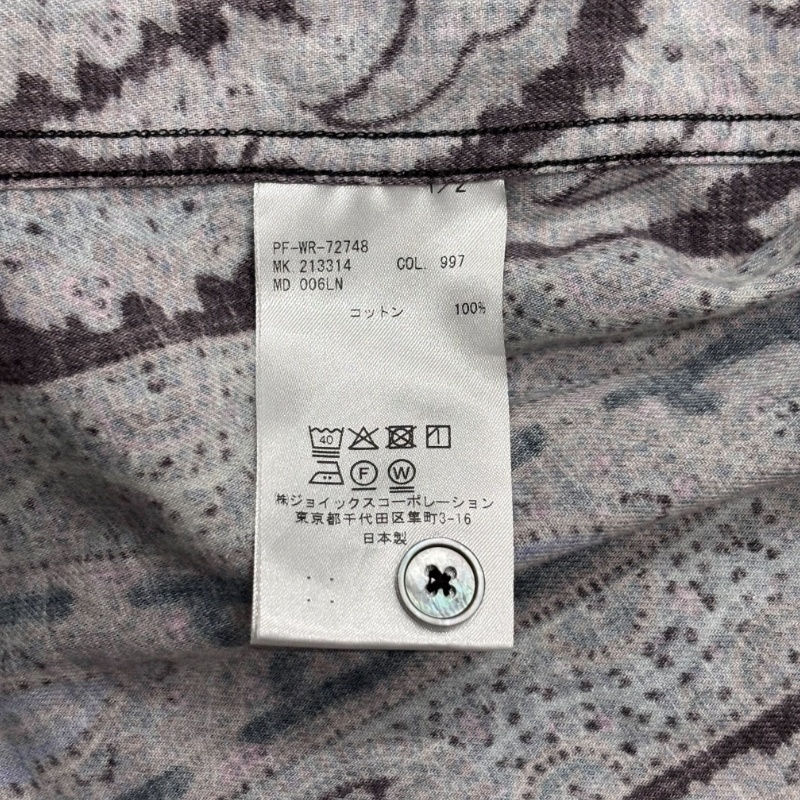 1/2
PF-WR-72748
MK 213314 COL. 997
MD 006LN
コットン 100%
40
F W
㈱ジョイックスコーポレーション
東京都千代田区隼町3-16
日本製